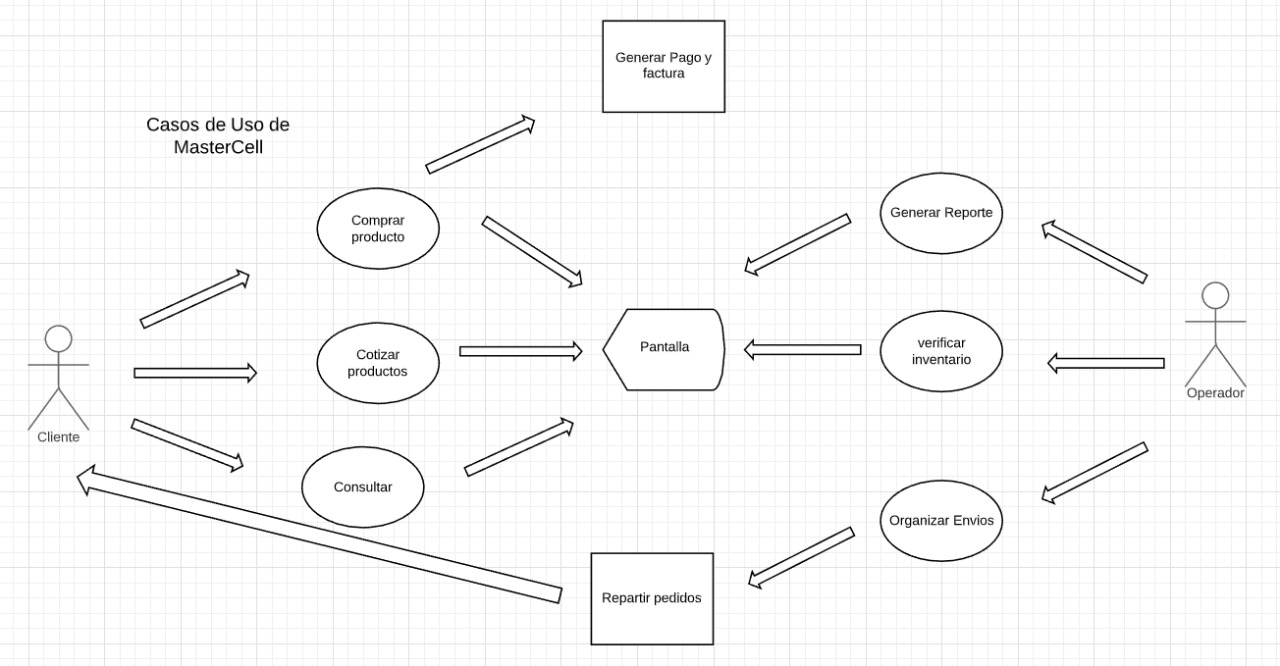 Generar Pago y
factura
Casos de Uso de
MasterCell
Comprar
producto
Generar Reporte
Cotizar
productos
Pantalla
verificar
inventario
Operador
Cliente
Consultar
Organizar Envios
Repartir pedidos